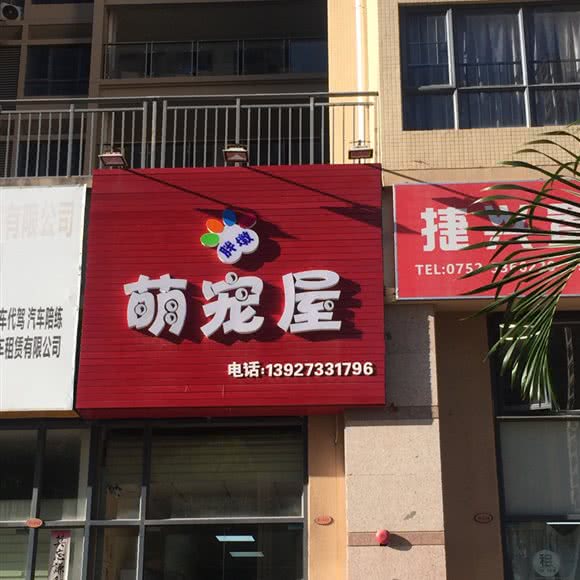 有限公司
车代驾 汽车陪练
车租赁有限公司
胖墩
萌宠屋
电话:13927331796
捷
TEL:0752
租